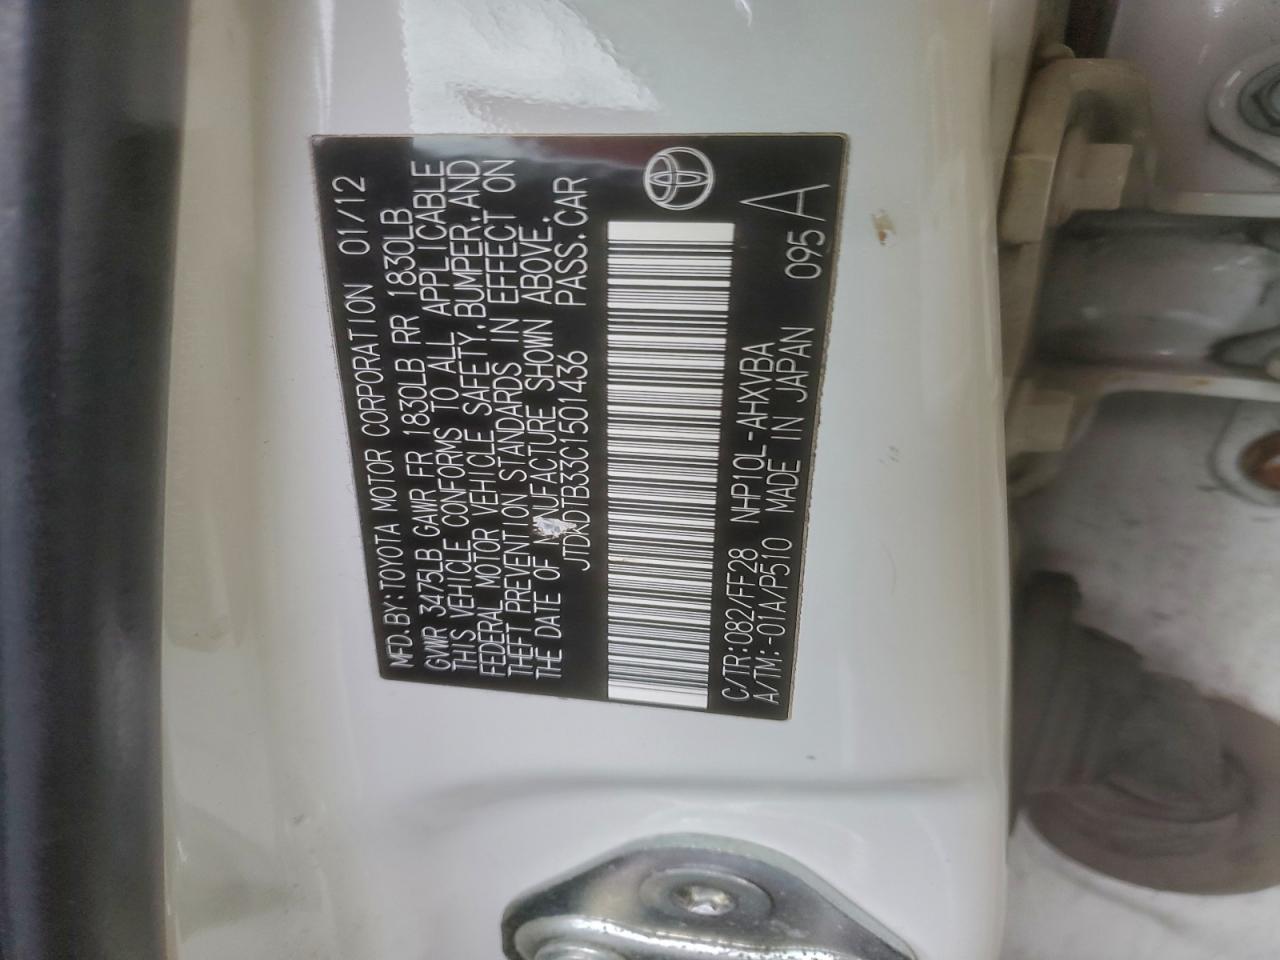 MFD.BY:TOYOTA MOTOR CORPORATION 01/12
GVWR 3475LB GAWR FR 1830LB RR 1830LB
THIS VEHICLE CONFORMS TO ALL APPLICABLE
FEDERAL MOTOR VEHICLE SAFETY,BUMPER,AND
THEFT PREVENTION STANDARDS IN EFFECT ON
THE DATE OF MANUFACTURE SHOWN ABOVE.
JTDKDTB33C1501436 PASS.CAR
C/TR:082/FF28 NHP10L-AHXVBA
A/TM:-01A/P510 MADE IN JAPAN 095 A